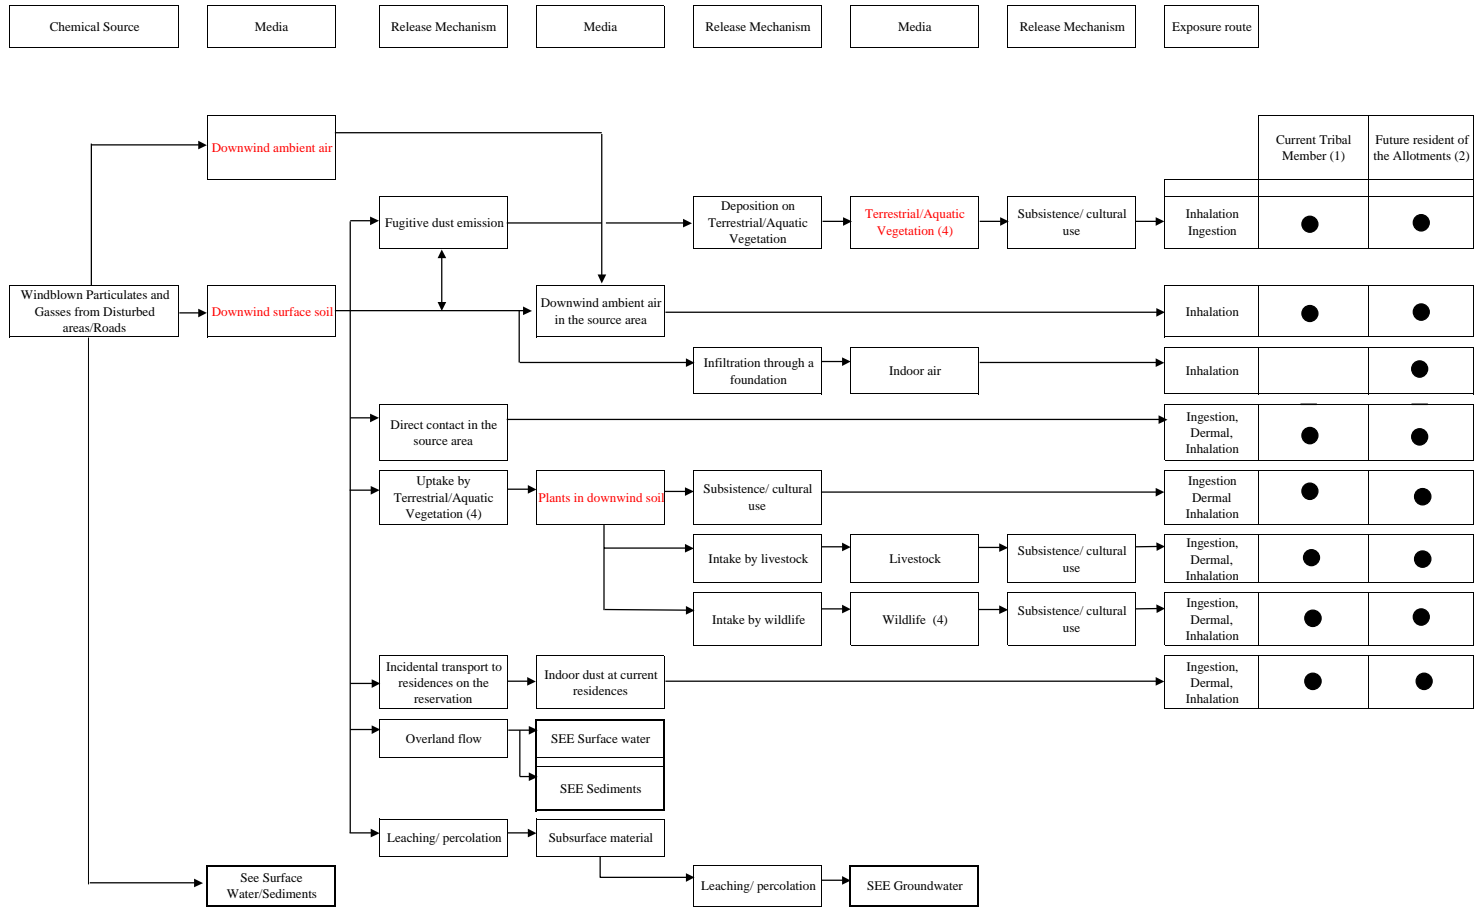 Chemical Source
Media
Release Mechanism
Media
Release Mechanism
Media
Release Mechanism
Exposure route
Downwind ambient air
Current Tribal
Member (1)
Future resident of
the Allotments (2)
Fugitive dust emission
Deposition on
Terrestrial/Aquatic
Vegetation
Terrestrial/Aquatic
Vegetation (4)
Subsistence/ cultural
use
Inhalation
Ingestion
Windblown Particulates and
Gasses from Disturbed
areas/Roads
Downwind surface soil
Downwind ambient air
in the source area
Inhalation
Infiltration through a
foundation
Indoor air
Inhalation
Direct contact in the
source area
Ingestion,
Dermal,
Inhalation
Uptake by
Terrestrial/Aquatic
Vegetation (4)
Plants in downwind soil
Subsistence/ cultural
use
Ingestion
Dermal
Inhalation
Intake by livestock
Livestock
Subsistence/ cultural
use
Ingestion,
Dermal,
Inhalation
Intake by wildlife
Wildlife (4)
Subsistence/ cultural
use
Ingestion,
Dermal,
Inhalation
Incidental transport to
residences on the
reservation
Indoor dust at current
residences
Ingestion,
Dermal,
Inhalation
Overland flow
SEE Surface water
SEE Sediments
Leaching/ percolation
Subsurface material
See Surface
Water/Sediments
Leaching/ percolation
SEE Groundwater